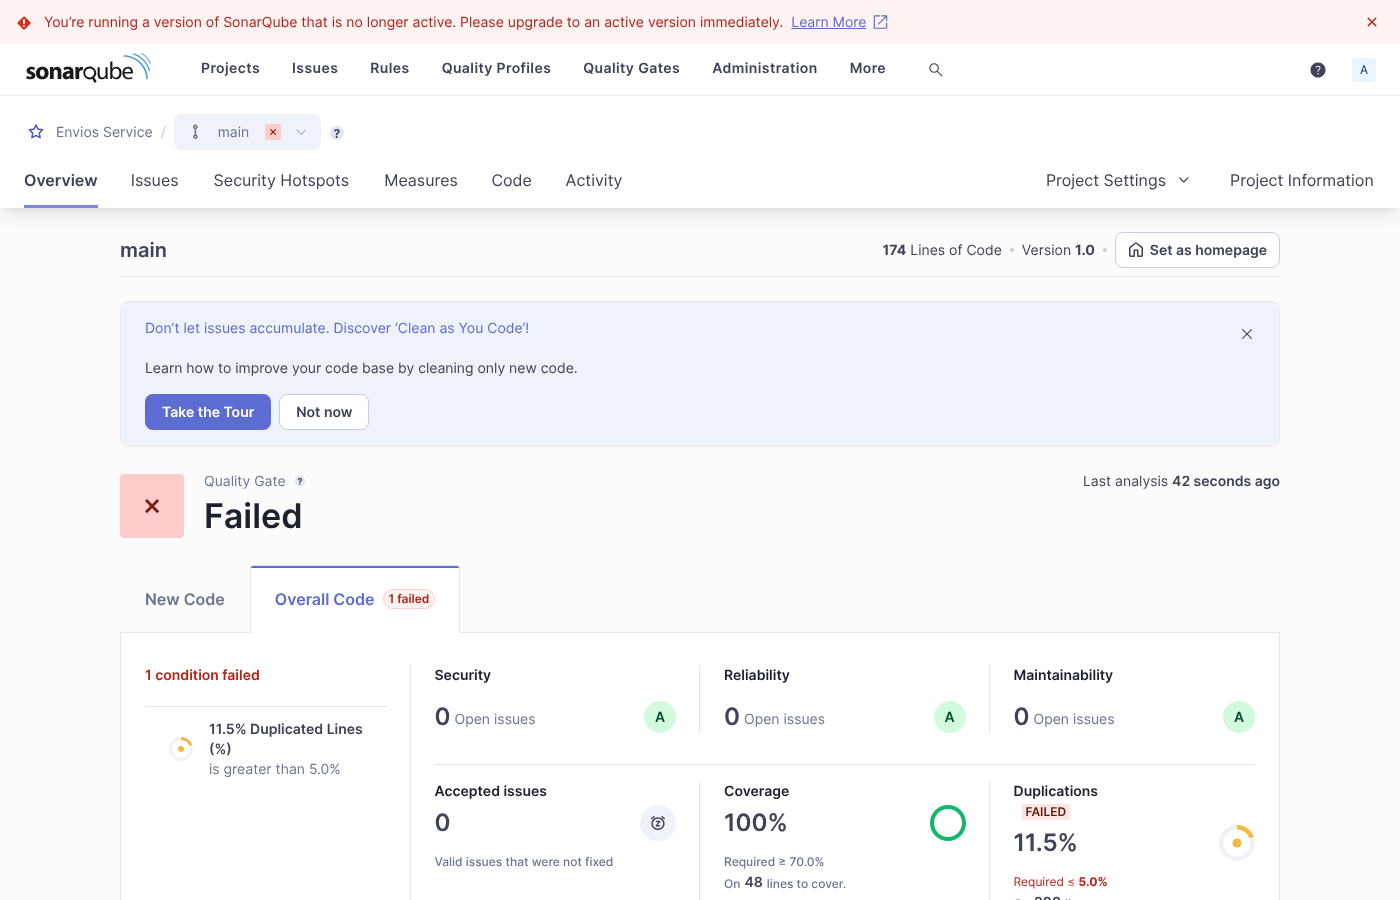 You're running a version of SonarQube that is no longer active. Please upgrade to an active version immediately. Learn More
sonarqube
Projects
Issues
Rules
Quality Profiles
Quality Gates
Administration
More
?
A
Envios Service / main
?
Overview
Issues
Security Hotspots
Measures
Code
Activity
Project Settings
Project Information
main
174 Lines of Code • Version 1.0 •
Set as homepage
Don’t let issues accumulate. Discover ‘Clean as You Code’!
Learn how to improve your code base by cleaning only new code.
Take the Tour
Not now
Quality Gate ?
Failed
Last analysis 42 seconds ago
New Code
Overall Code 1 failed
1 condition failed
11.5% Duplicated Lines
(%)
is greater than 5.0%
Security
0 Open issues
A
Reliability
0 Open issues
A
Maintainability
0 Open issues
A
Accepted issues
0
Valid issues that were not fixed
Coverage
100%
Required ≥ 70.0%
On 48 lines to cover.
Duplications
FAILED
11.5%
Required ≤ 5.0%